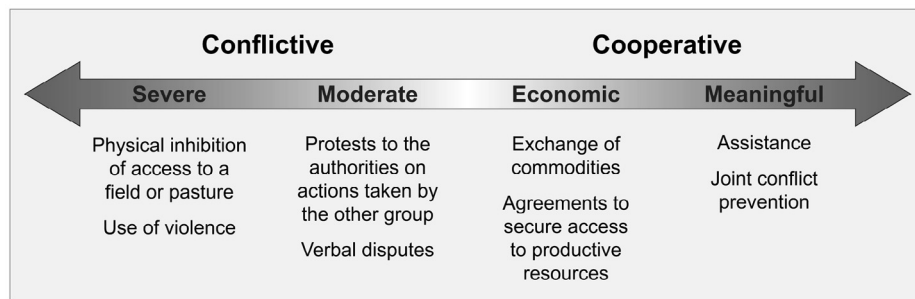 Conflictive
Cooperative
Severe
Moderate
Economic
Meaningful
Physical inhibition
of access to a
field or pasture
Use of violence
Protests to the
authorities on
actions taken by
the other group
Verbal disputes
Exchange of
commodities
Agreements to
secure access
to productive
resources
Assistance
Joint conflict
prevention